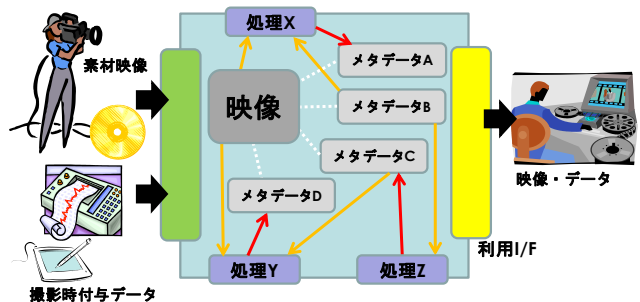 処理X
素材映像
メタデータA
映像
メタデータB
メタデータC
メタデータD
映像・データ
利用I/F
処理Y
処理Z
撮影時付与データ